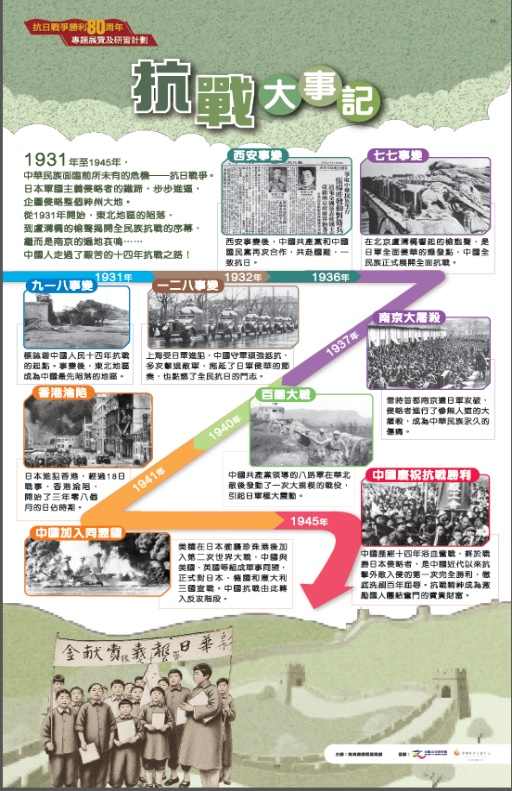 抗日戰爭勝利80周年
專題展覽及研習計劃
抗戰大事記
1931年至1945年，
中華民族面臨前所未有的危機——抗日戰爭。
日本軍國主義侵略者的鐵蹄，步步進逼，
企圖侵略整個神州大地。
從1931年開始，東北地區的陷落，
到盧溝橋的槍聲揭開全民族抗戰的序幕，
繼而是南京的遍地哀鳴……
中國人走過了艱苦的十四年抗戰之路！
西安事變
西安事變後，中國共產黨和中國
國民黨再次合作，共赴國難，一
致抗日。
七七事變
在北京盧溝橋響起的槍炮聲，是
日軍全面侵華的爆發點，中國全
民族正式展開全面抗戰。
1931年
1932年
1936年
九一八事變
標誌着中國人民十四年抗戰
的起點。事變後，東北地區
成為中國最先陷落的地區。
一二八事變
上海受日軍進犯，中國守軍頑強抵抗，
多次擊退敵軍，拖延了日軍侵華的節
奏，也點燃了全民抗日的鬥志。
1937年
南京大屠殺
當時首都南京遭日軍攻破，
侵略者進行了慘無人道的大
屠殺，成為中華民族永久的
傷痛。
香港淪陷
日本進犯香港，經過18日
戰事，香港淪陷，
開始了三年零八個
月的日佔時期。
1940年
百團大戰
中國共產黨領導的八路軍在華北
敵後發動了一次大規模的戰役，
引起日軍極大震動。
1941年
1945年
中國加入同盟國
美國在日本偷襲珍珠港後加
入第二次世界大戰，中國與
美國、英國等組成軍事同盟，
正式對日本、德國和意大利
三國宣戰。中國抗戰由此轉
入反攻階段。
中國慶祝抗戰勝利
中國歷經十四年浴血奮戰，終於戰
勝日本侵略者，是中國近代以來抗
擊外敵入侵的第一次完全勝利，徹
底洗刷百年屈辱。抗戰精神成為激
勵國人團結奮鬥的寶貴財富。